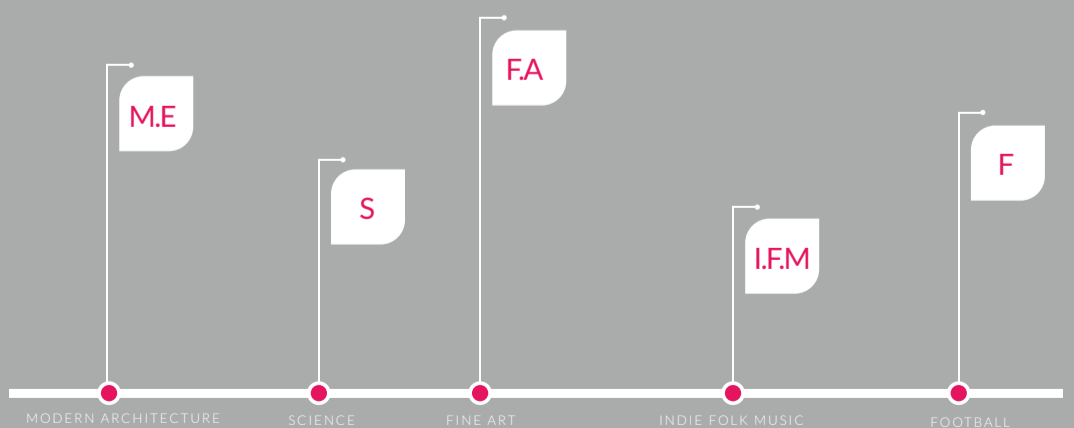 F.A
M.E
F
S
I.F.M
MODERN ARCHITECTURE
SCIENCE
FINE ART
INDIE FOLK MUSIC
FOOTBALL